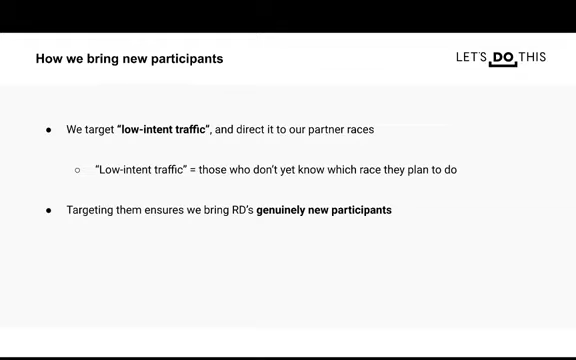 How we bring new participants
LET'S DO THIS
● We target “low-intent traffic”, and direct it to our partner races
○ “Low-intent traffic” = those who don’t yet know which race they plan to do
● Targeting them ensures we bring RD’s genuinely new participants